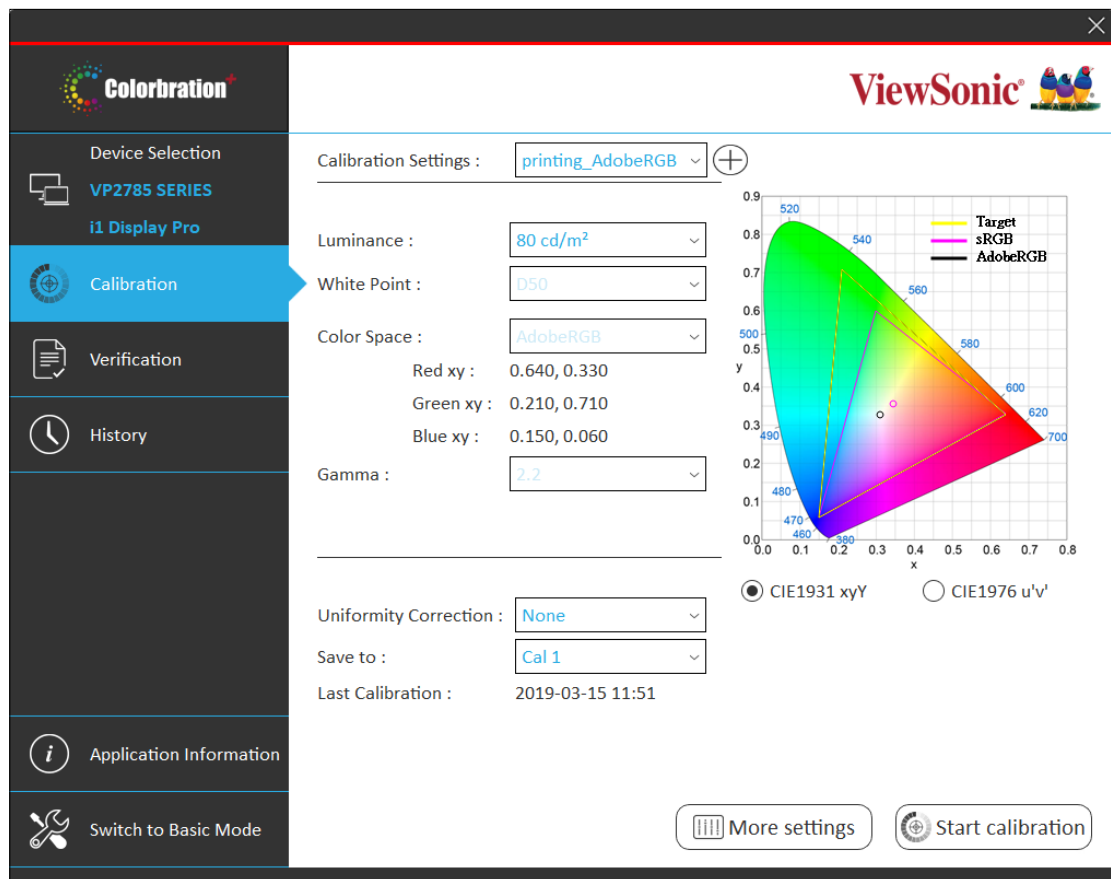 Colorbration+
ViewSonic®
Device Selection
VP2785 SERIES
i1 Display Pro
Calibration
Verification
History
Application Information
Switch to Basic Mode
Calibration Settings : printing_AdobeRGB
Luminance : 80 cd/m²
White Point : D50
Color Space : AdobeRGB
Red xy : 0.640, 0.330
Green xy : 0.210, 0.710
Blue xy : 0.150, 0.060
Gamma : 2.2
Uniformity Correction : None
Save to : Cal 1
Last Calibration : 2019-03-15 11:51
Target
sRGB
AdobeRGB
0.9
0.8
0.7
0.6
0.5
y
0.4
0.3
0.2
0.1
0.0
520
540
560
500
580
600
620
490
700
480
470
460
380
0.0 0.1 0.2 0.3 0.4 0.5 0.6 0.7 0.8
x
CIE1931 xyY CIE1976 u'v'
More settings Start calibration